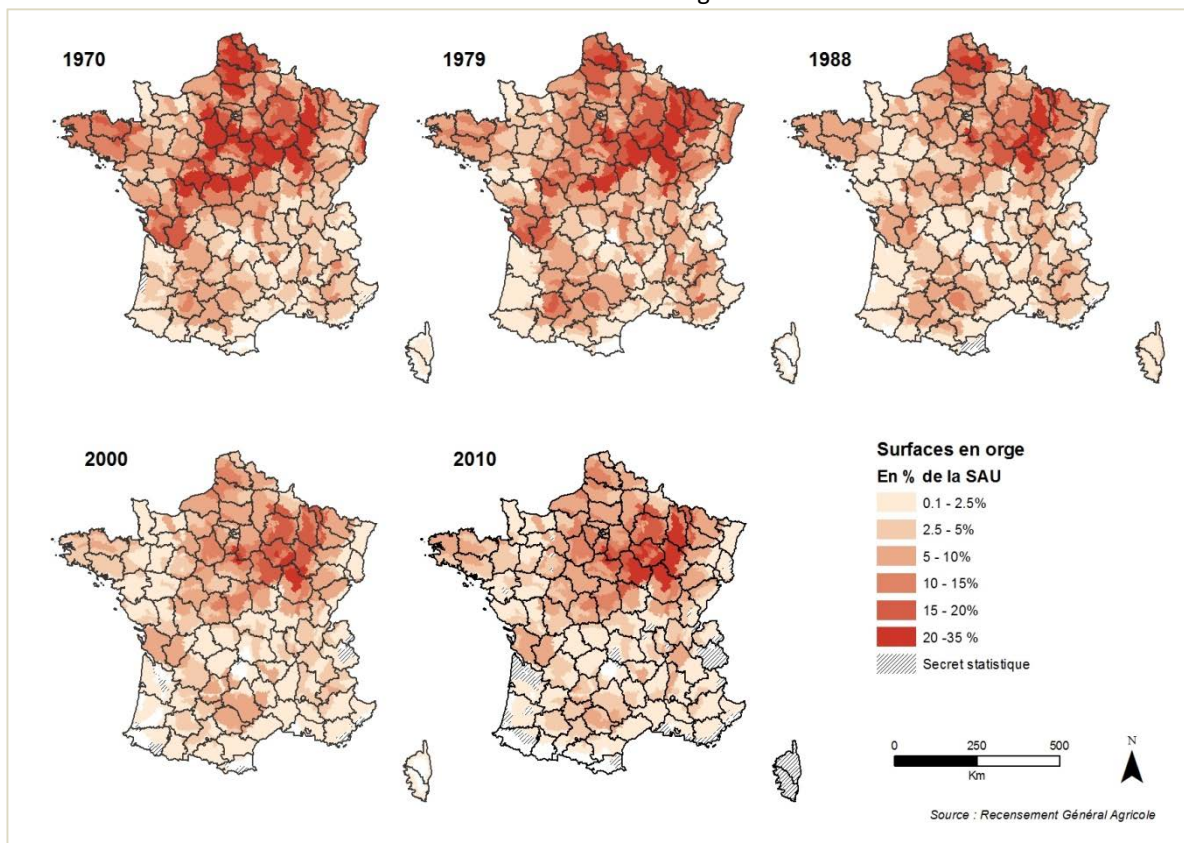 1970
1979
1988
2000
2010
Surfaces en orge
En % de la SAU
0.1 - 2.5%
2.5 - 5%
5 - 10%
10 - 15%
15 - 20%
20 -35 %
Secret statistique
0 250 500
Km
N
Source : Recensement Général Agricole